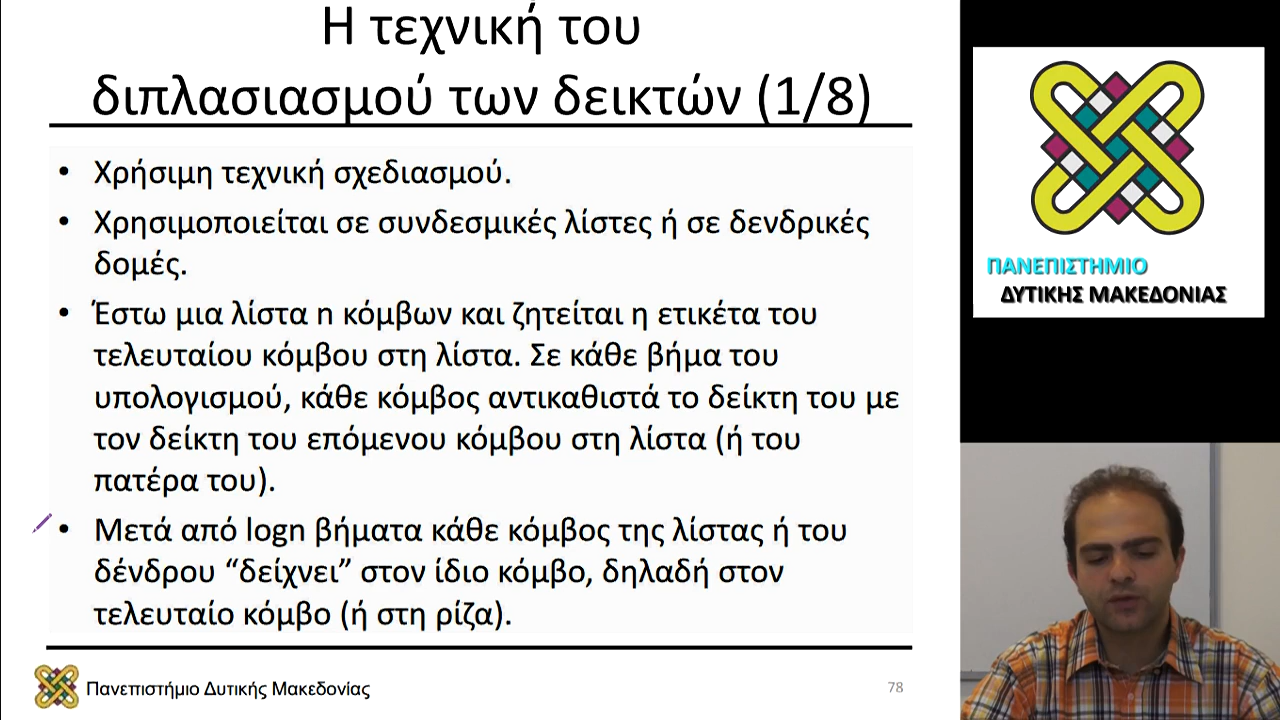 Η τεχνική του
διπλασιασμού των δεικτών (1/8)
• Χρήσιμη τεχνική σχεδιασμού.
• Χρησιμοποιείται σε συνδεσμικές λίστες ή σε δενδρικές
δομές.
• Έστω μια λίστα n κόμβων και ζητείται η ετικέτα του
τελευταίου κόμβου στη λίστα. Σε κάθε βήμα του
υπολογισμού, κάθε κόμβος αντικαθιστά το δείκτη του με
τον δείκτη του επόμενου κόμβου στη λίστα (ή του
πατέρα του).
• Μετά από logn βήματα κάθε κόμβος της λίστας ή του
δένδρου “δείχνει” στον ίδιο κόμβο, δηλαδή στον
τελευταίο κόμβο (ή στη ρίζα).
Πανεπιστήμιο Δυτικής Μακεδονίας
78
ΠΑΝΕΠΙΣΤΗΜΙΟ
ΔΥΤΙΚΗΣ ΜΑΚΕΔΟΝΙΑΣ